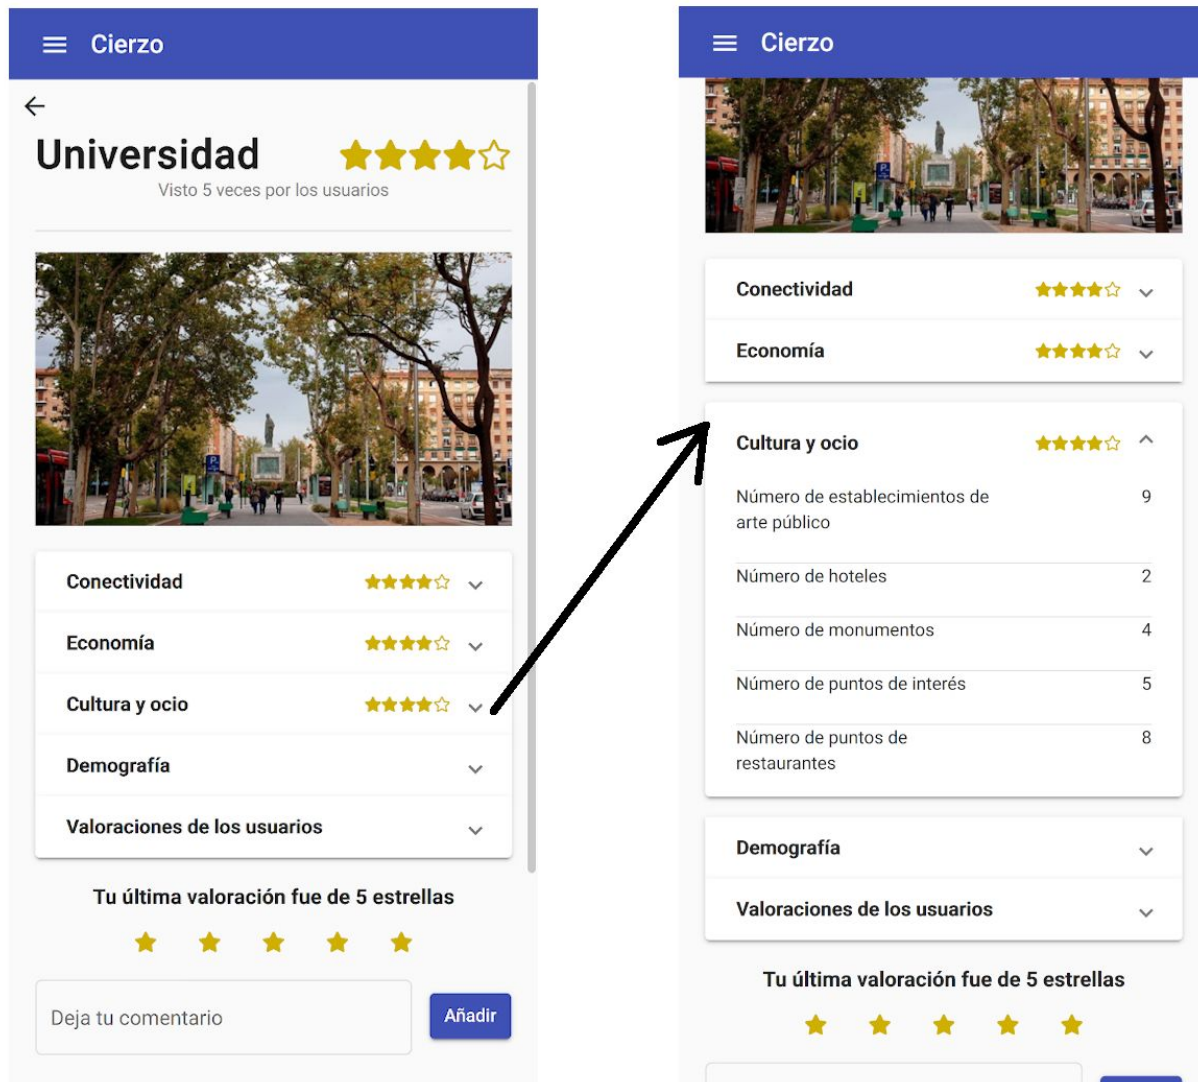 Cierzo
Universidad
Visto 5 veces por los usuarios
Conectividad
Economía
Cultura y ocio
Demografía
Valoraciones de los usuarios
Tu última valoración fue de 5 estrellas
Deja tu comentario
Añadir
Cierzo
Conectividad
Economía
Cultura y ocio
Número de establecimientos de
arte público
9
Número de hoteles
2
Número de monumentos
4
Número de puntos de interés
5
Número de puntos de
restaurantes
8
Demografía
Valoraciones de los usuarios
Tu última valoración fue de 5 estrellas